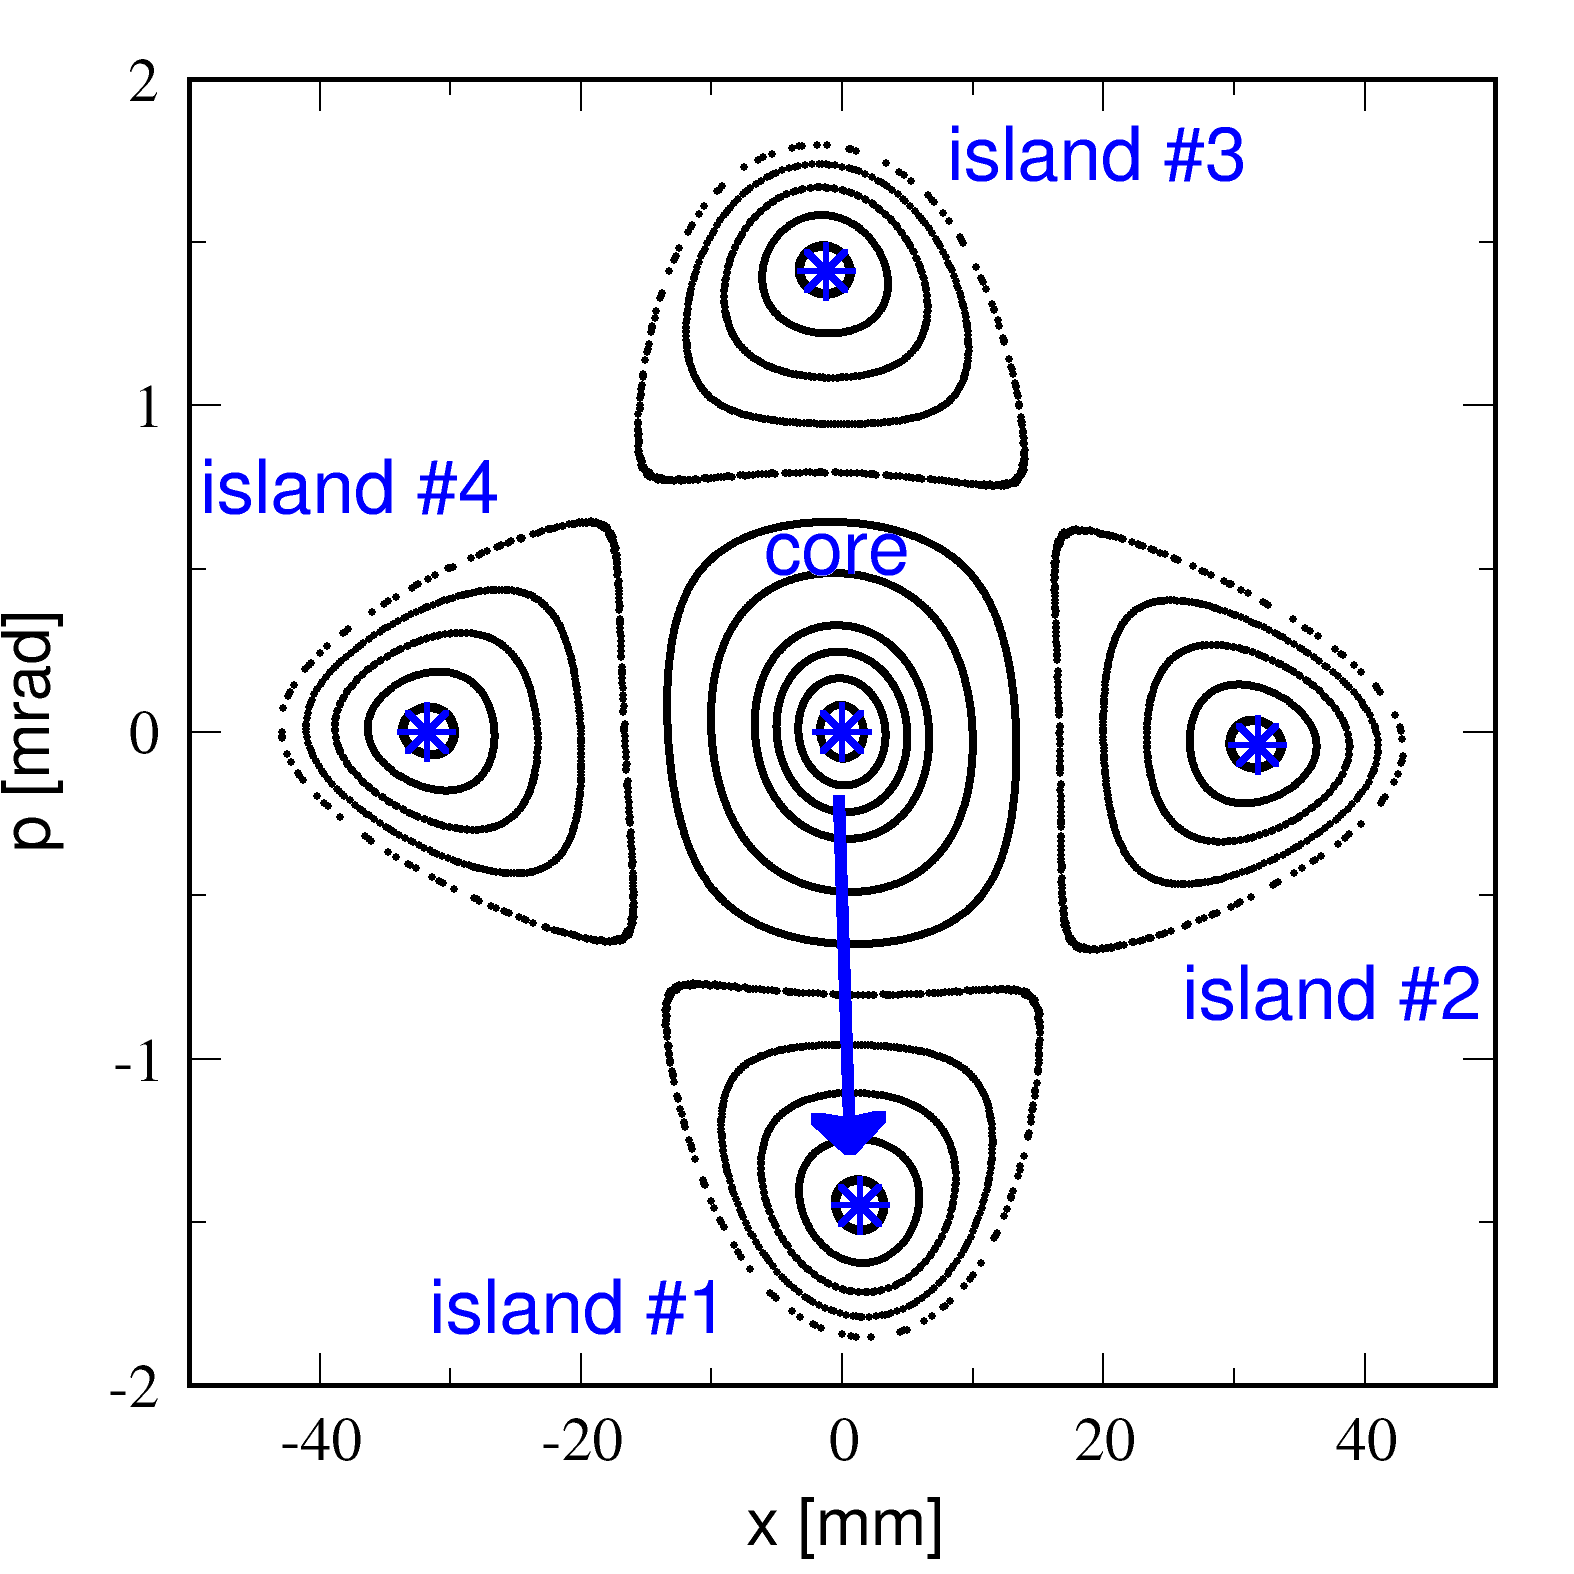 2
island #3
1
island #4
core
0
p [mrad]
island #2
-1
island #1
-2
-40 -20 0 20 40
x [mm]